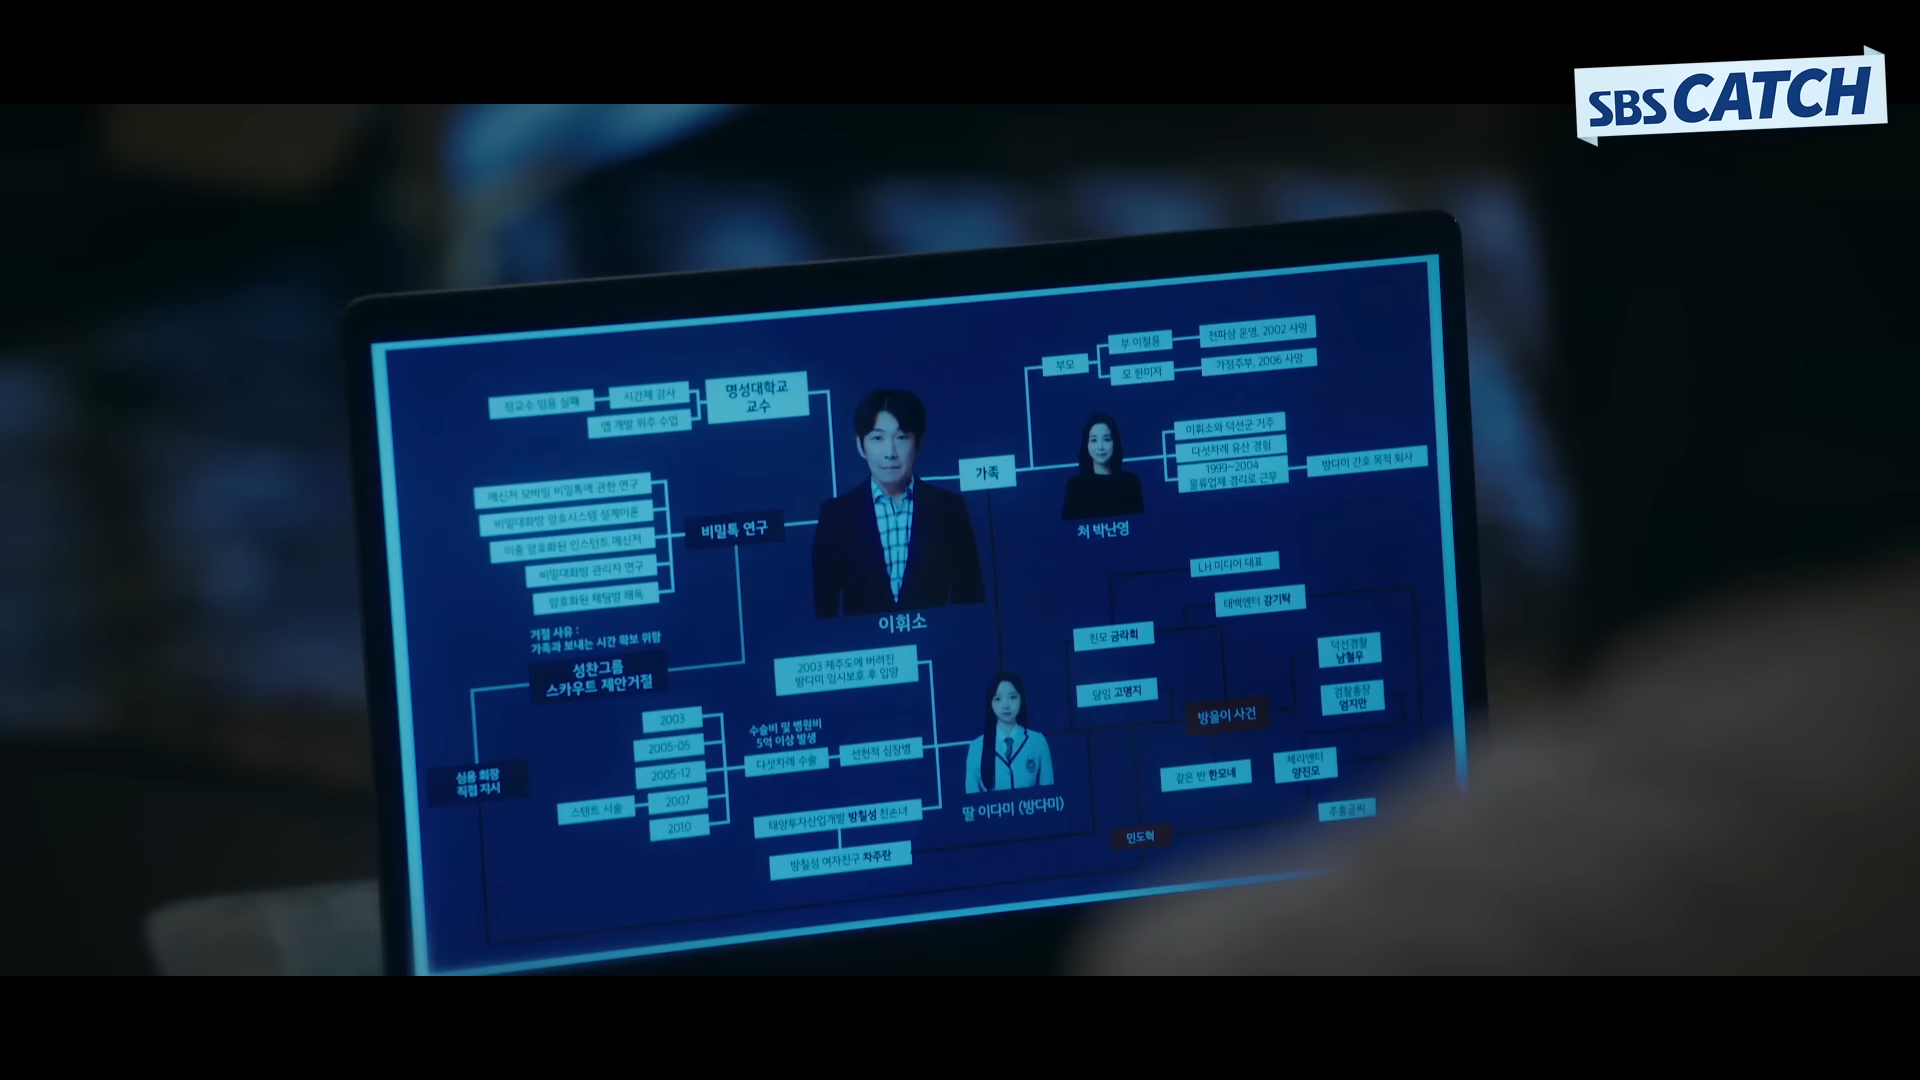 SBS CATCH
정교수 임용 실패
시간제 강사
앱 개발 위주 수업
명성대학교
교수
부모
부 이철용
전파상 운영, 2002 사망
모 한미자
가정주부, 2006 사망
메신저 모바일 비밀톡에 관한 연구
비밀대화방 암호시스템 설계이론
이중 암호화된 인스턴트 메신저
비밀대화방 관리자 연구
암호화된 채팅방 해독
비밀톡 연구
가족
이휘소와 덕선군 거주
다섯차례 유산 경험
1999~2004
물류업체 경리로 근무
방다미 간호 목적 퇴사
처 박난영
이휘소
거절 사유 :
가족과 보내는 시간 확보 위함
성찬그룹
스카우트 제안거절
심용 회장
직접 지시
2003 제주도에 버려진
방다미 임시보호 후 입양
2003
2005-05
2005-12
2007
2010
스텐트 시술
수술비 및 병원비
5억 이상 발생
다섯차례 수술
선천적 심장병
태양투자산업개발 방칠성 친손녀
방칠성 여자친구 차주란
딸 이다미 (방다미)
LH 미디어 대표
태백엔터 강기탁
친모 금라희
담임 고명지
방울이 사건
덕선경찰
남철우
검찰총장
엄지만
같은 반 한모네
체리엔터
양진모
주홍글씨
민도혁